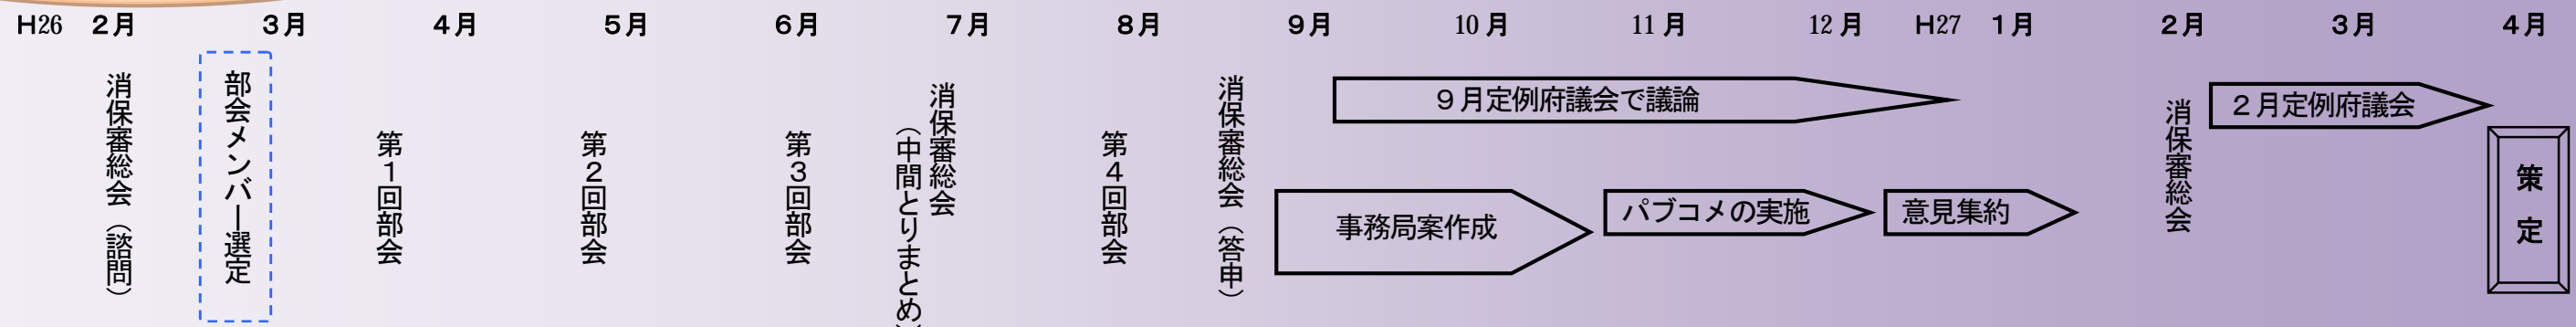 H26 2月 3月 4月 5月 6月 7月 8月 9月 10月 11月 12月 H27 1月 2月 3月 4月
消保審総会（諮問）
部会メンバー選定
第1回部会
第2回部会
第3回部会
消保審総会
（中間とりまとめ）
第4回部会
消保審総会（答申）
9月定例府議会で議論
事務局案作成
パブコメの実施
意見集約
消保審総会
2月定例府議会
策定